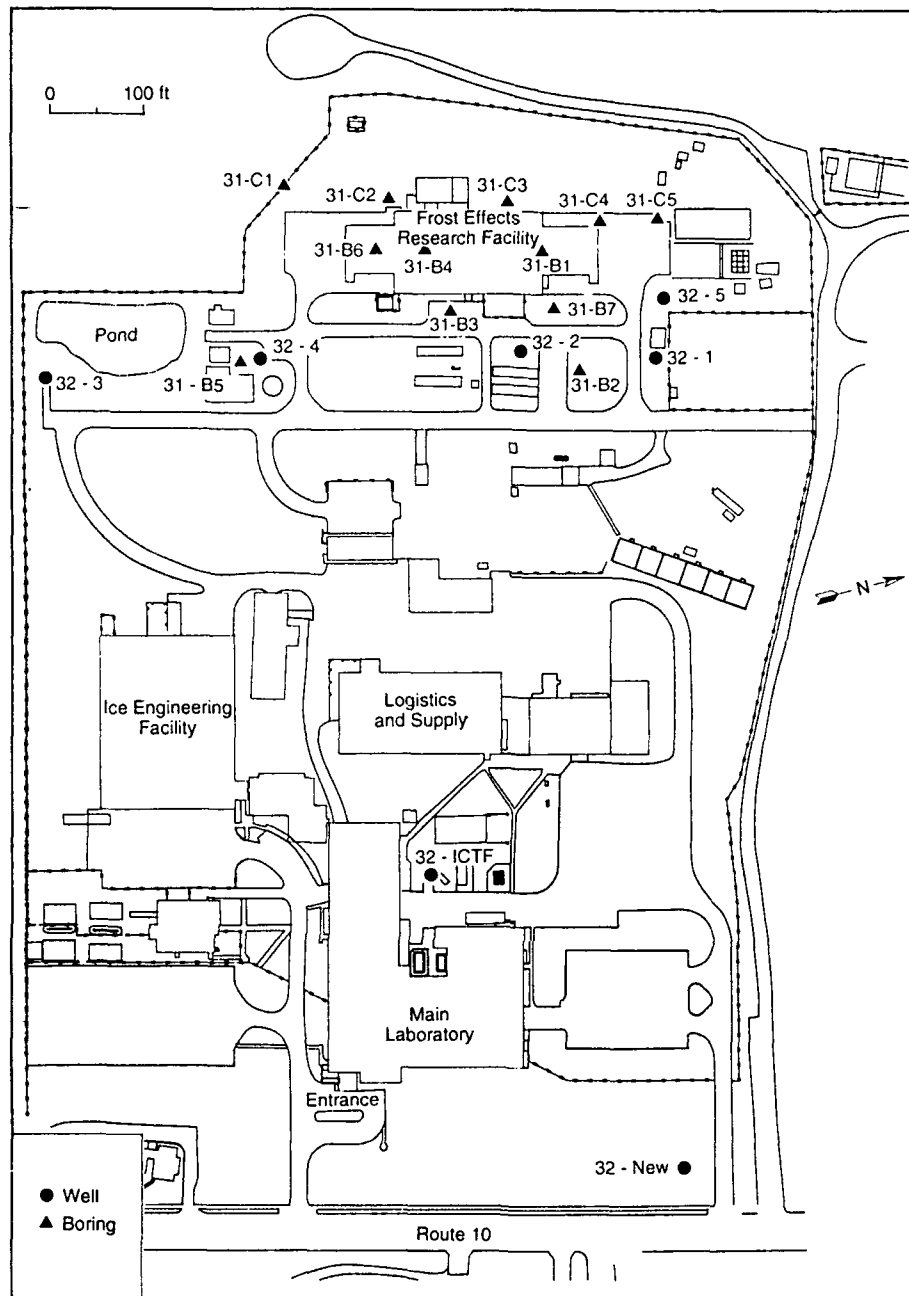 0 100 ft
31-C1
31-C2
31-C3
31-C4
31-C5
Frost Effects
Research Facility
31-B6
31-B4
31-B1
32 - 5
31-B3
31-B7
Pond
32 - 4
32 - 2
32 - 1
32 - 3
31 - B5
31-B2
N
Ice Engineering
Facility
Logistics
and Supply
32 - ICTF
Main
Laboratory
Entrance
32 - New
Well
Boring
Route 10